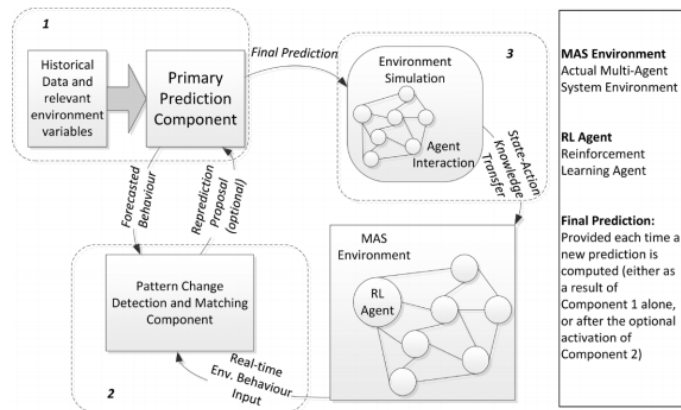 1
Historical
Data and
relevant
environment
variables
Primary
Prediction
Component
Final Prediction
3
Environment
Simulation
Agent
Interaction
Forecasted
Behaviour
Reprediction
Proposal
(optional)
State-Action
Knowledge
Transfer
Pattern Change
Detection and Matching
Component
2
Real-time
Env. Behaviour
Input
MAS
Environment
RL
Agent
MAS Environment
Actual Multi-Agent
System Environment
RL Agent
Reinforcement
Learning Agent
Final Prediction:
Provided each time a
new prediction is
computed (either as
a result of
Component 1 alone,
or after the optional
activation of
Component 2)